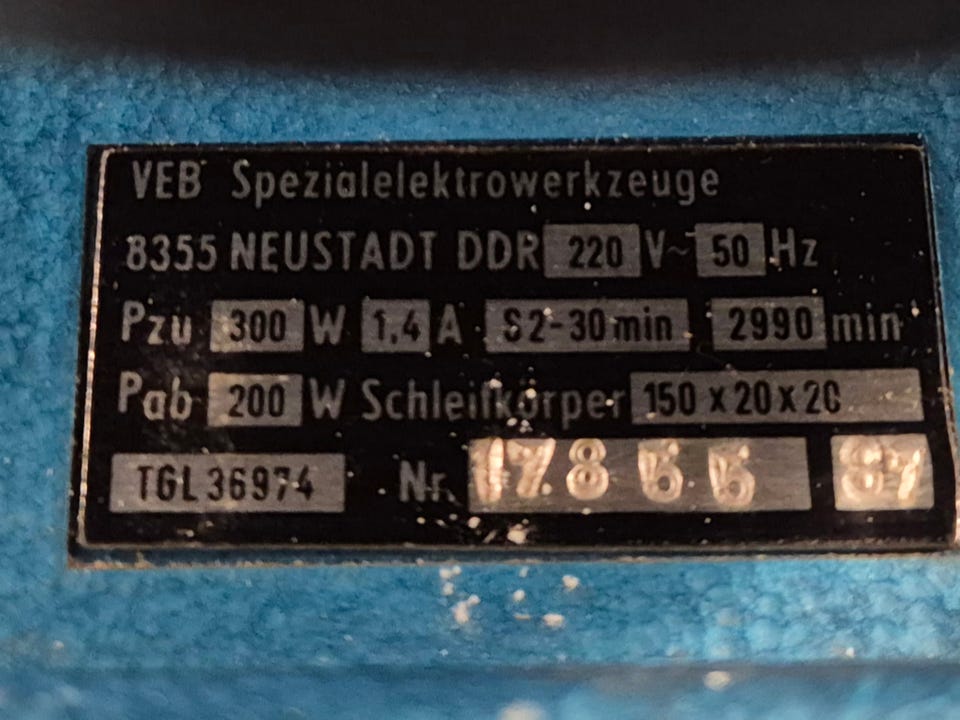 VEB Spezialelektrowerkzeuge
8355 NEUSTADT DDR 220 V~ 50 Hz
Pzu 300 W 1,4 A S2-30 min 2990 min⁻
Pab 200 W Schleifkörper 150 x 20 x 20
TGL 36974 Nr. 87